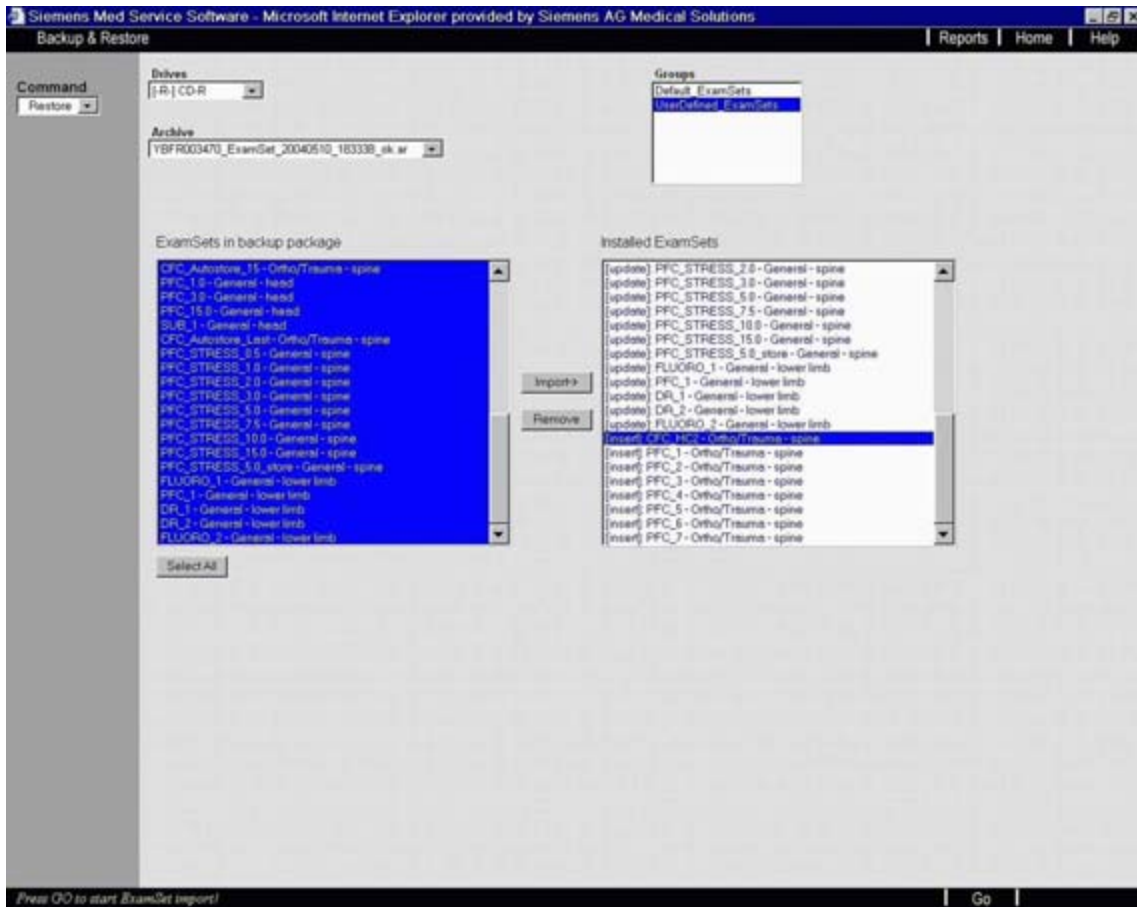 Siemens Med Service Software - Microsoft Internet Explorer provided by Siemens AG Medical Solutions
Backup & Restore
Reports
Home
Help
Command
Restore
Drives
[-R-] CD-R
Archive
YBFR003470_ExamSet_20040510_183338_ok.ar
Groups
Default_ExamSets
UserDefined_ExamSets
ExamSets in backup package
CFC_Autostore_15 - Ortho/Trauma - spine
PFC_1.0 - General - head
PFC_3.0 - General - head
PFC_15.0 - General - head
SUB_1 - General - head
CFC_Autostore_Last - Ortho/Trauma - spine
PFC_STRESS_0.5 - General - spine
PFC_STRESS_1.0 - General - spine
PFC_STRESS_2.0 - General - spine
PFC_STRESS_3.0 - General - spine
PFC_STRESS_5.0 - General - spine
PFC_STRESS_7.5 - General - spine
PFC_STRESS_10.0 - General - spine
PFC_STRESS_15.0 - General - spine
PFC_STRESS_5.0_store - General - spine
FLUORO_1 - General - lower limb
PFC_1 - General - lower limb
DR_1 - General - lower limb
DR_2 - General - lower limb
FLUORO_2 - General - lower limb
Select All
Import->
Remove
Installed ExamSets
[update]: PFC_STRESS_2.0 - General - spine
[update]: PFC_STRESS_3.0 - General - spine
[update]: PFC_STRESS_5.0 - General - spine
[update]: PFC_STRESS_7.5 - General - spine
[update]: PFC_STRESS_10.0 - General - spine
[update]: PFC_STRESS_15.0 - General - spine
[update]: PFC_STRESS_5.0_store - General - spine
[update]: FLUORO_1 - General - lower limb
[update]: PFC_1 - General - lower limb
[update]: DR_1 - General - lower limb
[update]: DR_2 - General - lower limb
[update]: FLUORO_2 - General - lower limb
[insert]: CFC_HC2 - Ortho/Trauma - spine
[insert]: PFC_1 - Ortho/Trauma - spine
[insert]: PFC_2 - Ortho/Trauma - spine
[insert]: PFC_3 - Ortho/Trauma - spine
[insert]: PFC_4 - Ortho/Trauma - spine
[insert]: PFC_5 - Ortho/Trauma - spine
[insert]: PFC_6 - Ortho/Trauma - spine
[insert]: PFC_7 - Ortho/Trauma - spine
Press GO to start ExamSet import!
Go